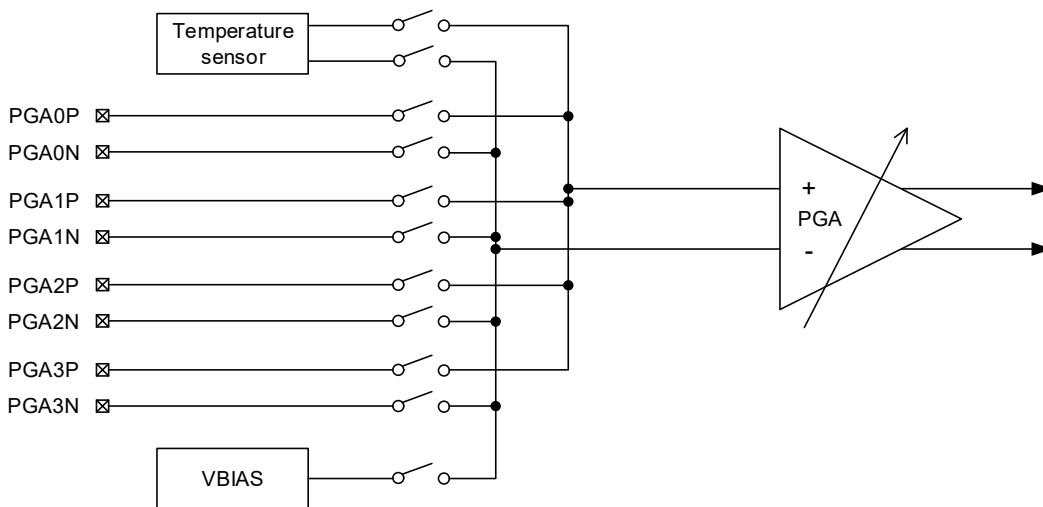 Temperature
sensor
PGA0P
PGA0N
PGA1P
PGA1N
PGA2P
PGA2N
PGA3P
PGA3N
VBIAS
+
PGA
-